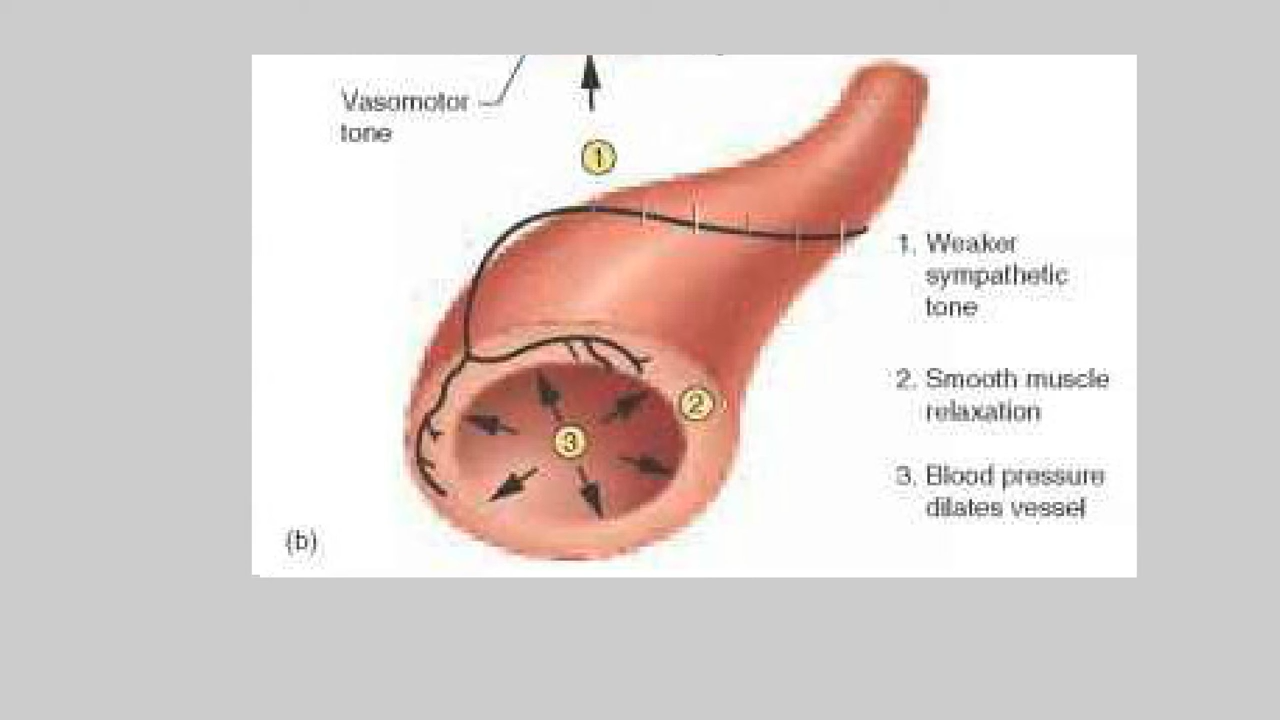 Vasomotor
tone
1
1. Weaker
sympathetic
tone
2. Smooth muscle
relaxation
2
3
3. Blood pressure
dilates vessel
(b)